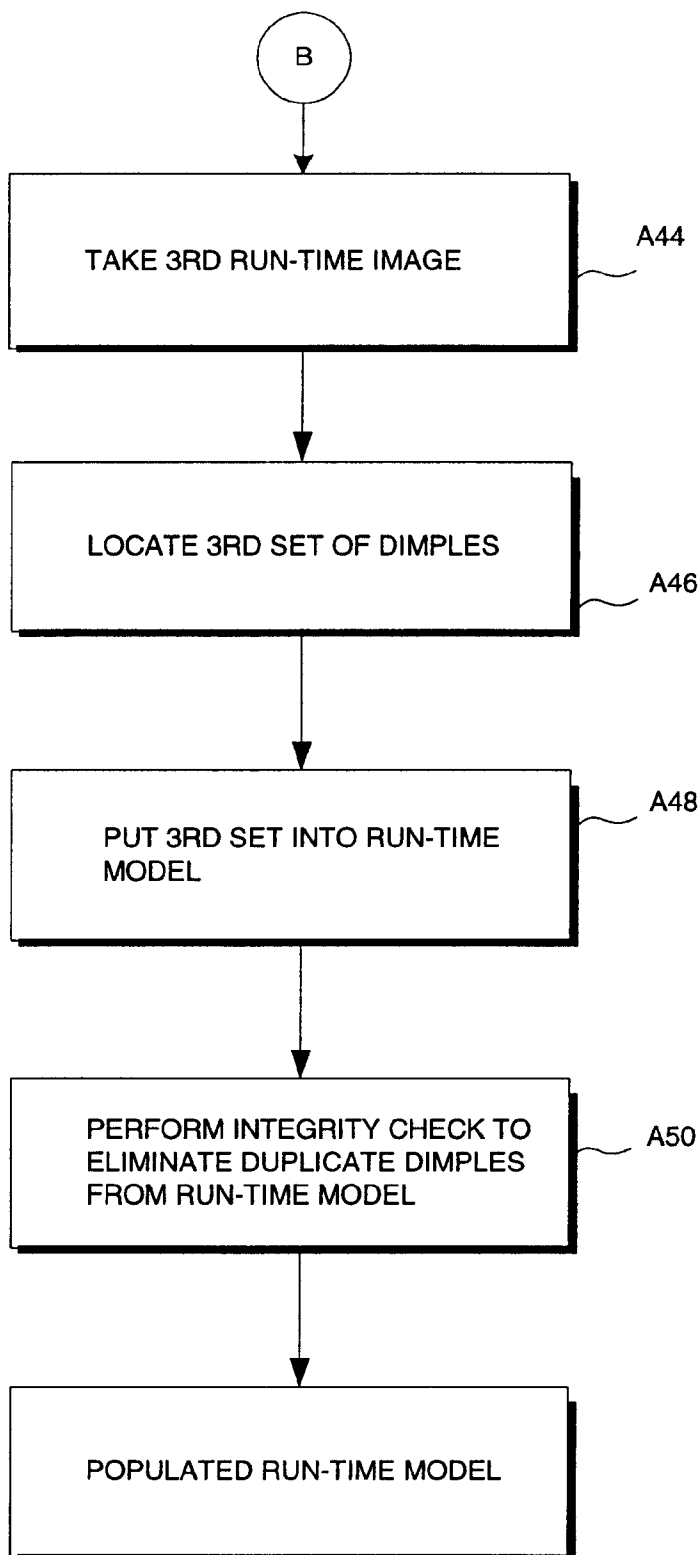 B
TAKE 3RD RUN-TIME IMAGE
A44
LOCATE 3RD SET OF DIMPLES
A46
PUT 3RD SET INTO RUN-TIME
MODEL
A48
PERFORM INTEGRITY CHECK TO
ELIMINATE DUPLICATE DIMPLES
FROM RUN-TIME MODEL
A50
POPULATED RUN-TIME MODEL